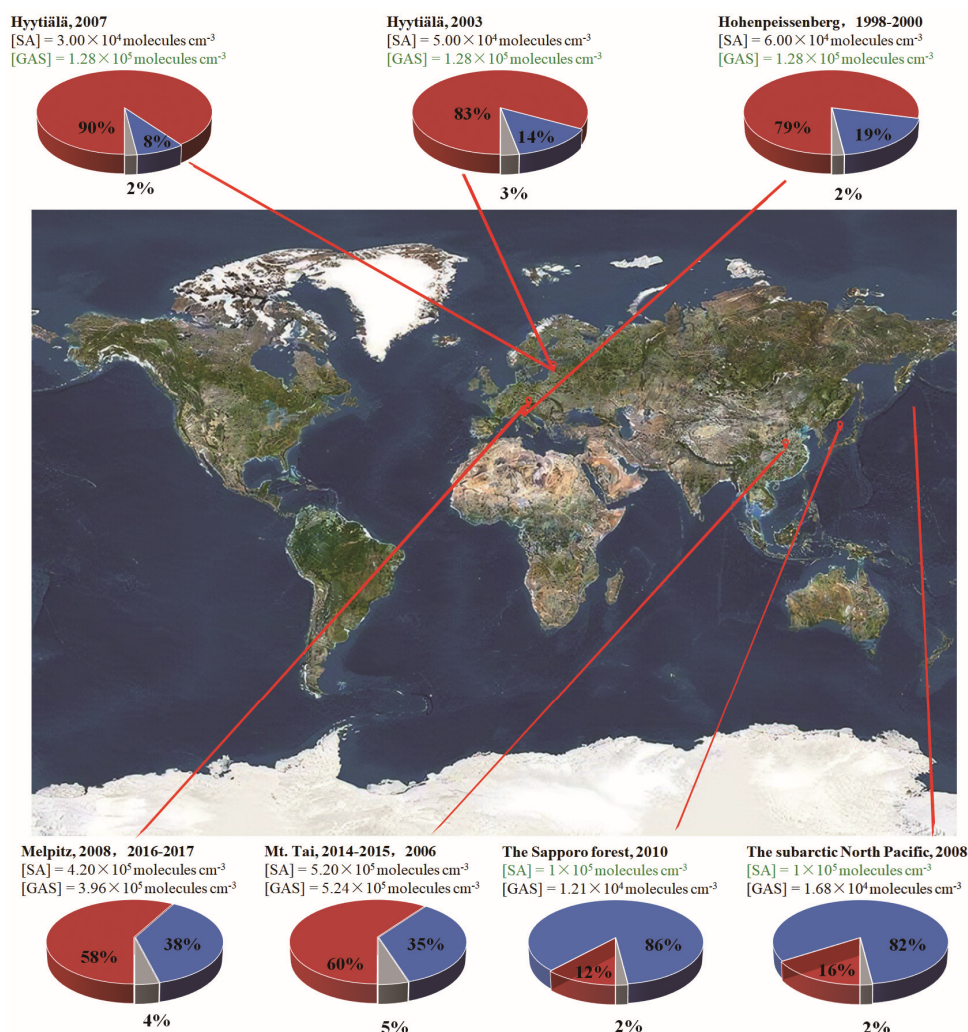 Hyytiälä, 2007
[SA] = 3.00×10⁴ molecules cm⁻³
[GAS] = 1.28×10⁵ molecules cm⁻³
90%
8%
2%
Hyytiälä, 2003
[SA] = 5.00×10⁴ molecules cm⁻³
[GAS] = 1.28×10⁵ molecules cm⁻³
83%
14%
3%
Hohenpeissenberg, 1998-2000
[SA] = 6.00×10⁴ molecules cm⁻³
[GAS] = 1.28×10⁵ molecules cm⁻³
79%
19%
2%
Melpitz, 2008, 2016-2017
[SA] = 4.20×10⁵ molecules cm⁻³
[GAS] = 3.96×10⁵ molecules cm⁻³
58%
38%
4%
Mt. Tai, 2014-2015, 2006
[SA] = 5.20×10⁵ molecules cm⁻³
[GAS] = 5.24×10⁵ molecules cm⁻³
60%
35%
5%
The Sapporo forest, 2010
[SA] = 1×10⁵ molecules cm⁻³
[GAS] = 1.21×10⁴ molecules cm⁻³
86%
12%
2%
The subarctic North Pacific, 2008
[SA] = 1×10⁵ molecules cm⁻³
[GAS] = 1.68×10⁴ molecules cm⁻³
82%
16%
2%